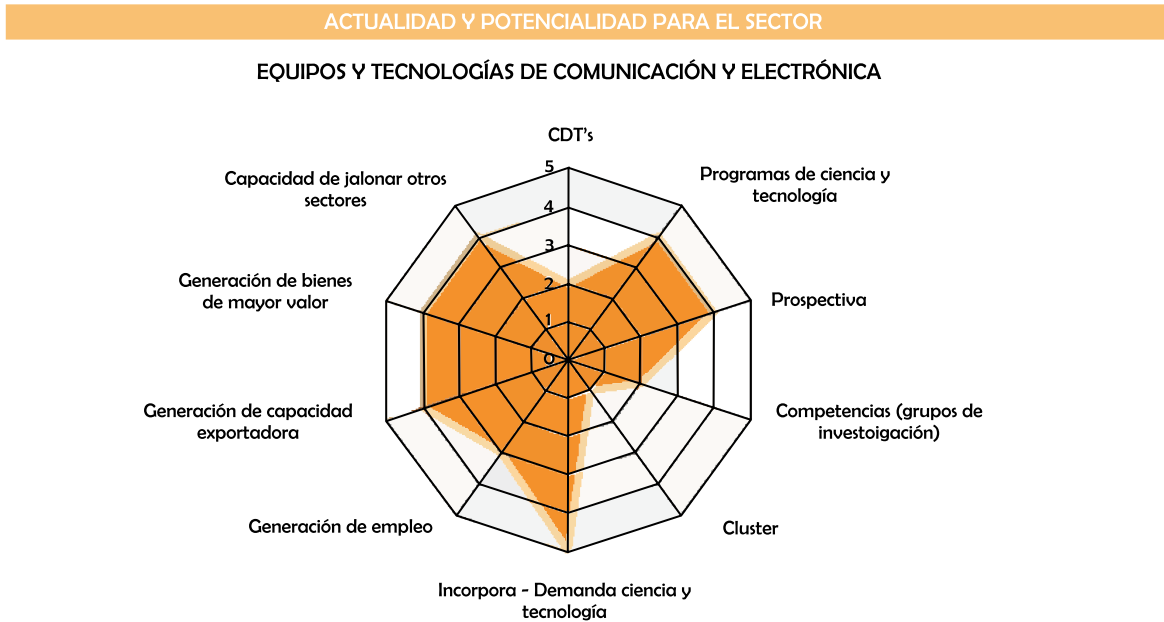 ACTUALIDAD Y POTENCIALIDAD PARA EL SECTOR
EQUIPOS Y TECNOLOGÍAS DE COMUNICACIÓN Y ELECTRÓNICA
CDT's
5
4
3
2
1
0
Programas de ciencia y
tecnología
Prospectiva
Competencias (grupos de
investoigación)
Cluster
Incorpora - Demanda ciencia y
tecnología
Generación de empleo
Generación de capacidad
exportadora
Generación de bienes
de mayor valor
Capacidad de jalonar otros
sectores